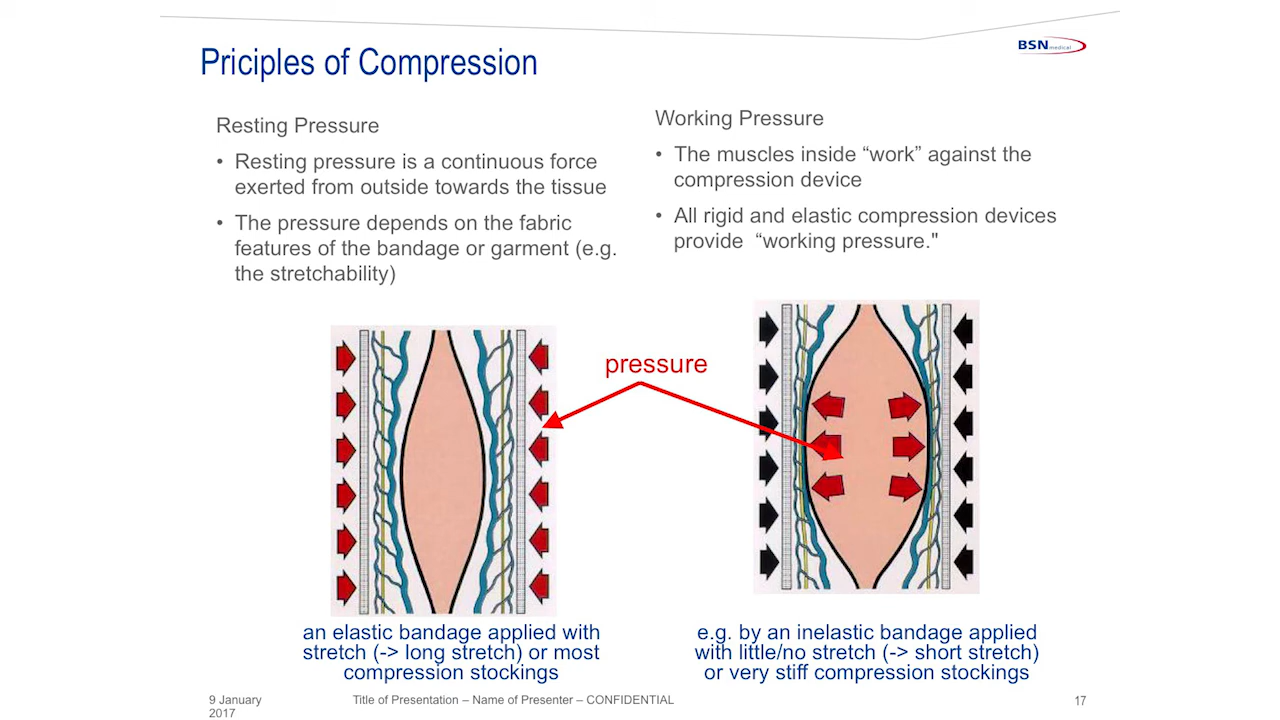 BSN medical
Priciples of Compression
Resting Pressure
• Resting pressure is a continuous force
exerted from outside towards the tissue
• The pressure depends on the fabric
features of the bandage or garment (e.g.
the stretchability)
Working Pressure
• The muscles inside “work” against the
compression device
• All rigid and elastic compression devices
provide “working pressure."
pressure
an elastic bandage applied with
stretch (-> long stretch) or most
compression stockings
e.g. by an inelastic bandage applied
with little/no stretch (-> short stretch)
or very stiff compression stockings
9 January
2017
Title of Presentation – Name of Presenter – CONFIDENTIAL
17